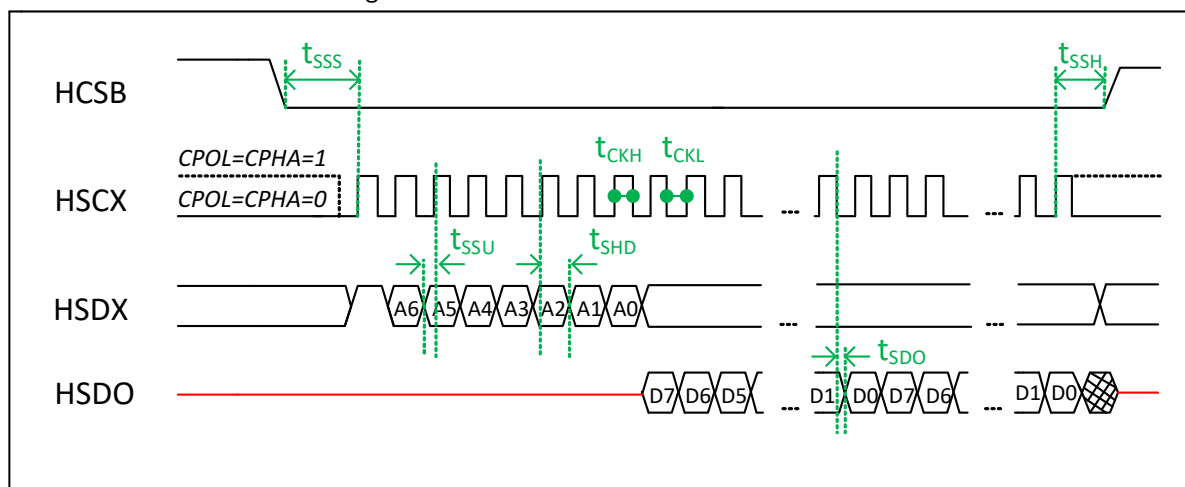 tSSS
tSSH
HCSB
CPOL=CPHA=1
tCKH tCKL
HSCX
CPOL=CPHA=0
... ...
tSSU tSHD
HSDX A6 A5 A4 A3 A2 A1 A0 ... ...
tSDO
HSDO D7 D6 D5 ... D1 D0 D7 D6 ... D1 D0